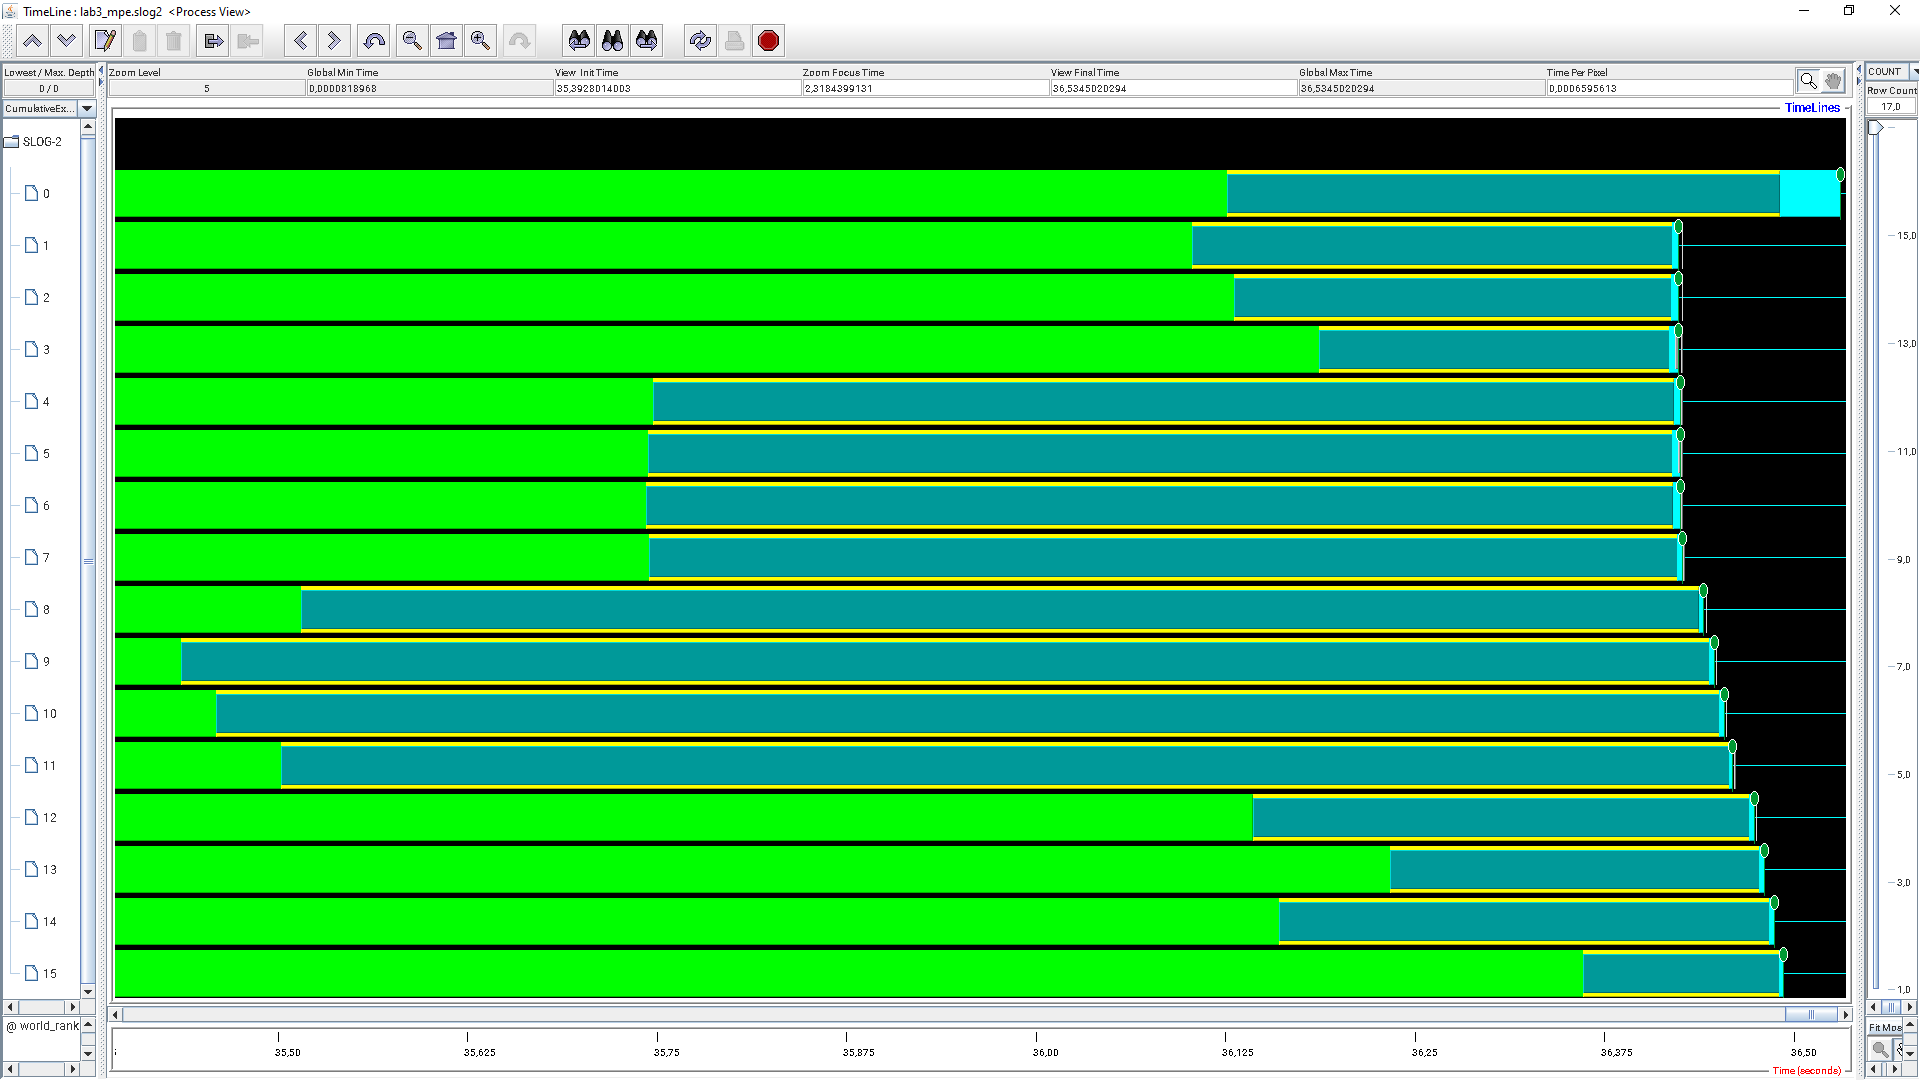 TimeLine : lab3_mpe.slog2 <Process View>
Lowest / Max. Depth
0 / 0
Zoom Level
5
Global Min Time
0,0000818968
View Init Time
35,3928014003
Zoom Focus Time
2,3184399131
View Final Time
36,5345020294
Global Max Time
36,5345020294
Time Per Pixel
0,0006595613
COUNT
Row Count
17,0
CumulativeEx...
TimeLines
SLOG-2
0
1
2
3
4
5
6
7
8
9
10
11
12
13
14
15
15,0
13,0
11,0
9,0
7,0
5,0
3,0
1,0
@ world_rank
Fit Mos
35,50
35,625
35,75
35,875
36,00
36,125
36,25
36,375
36,50
Time (seconds)